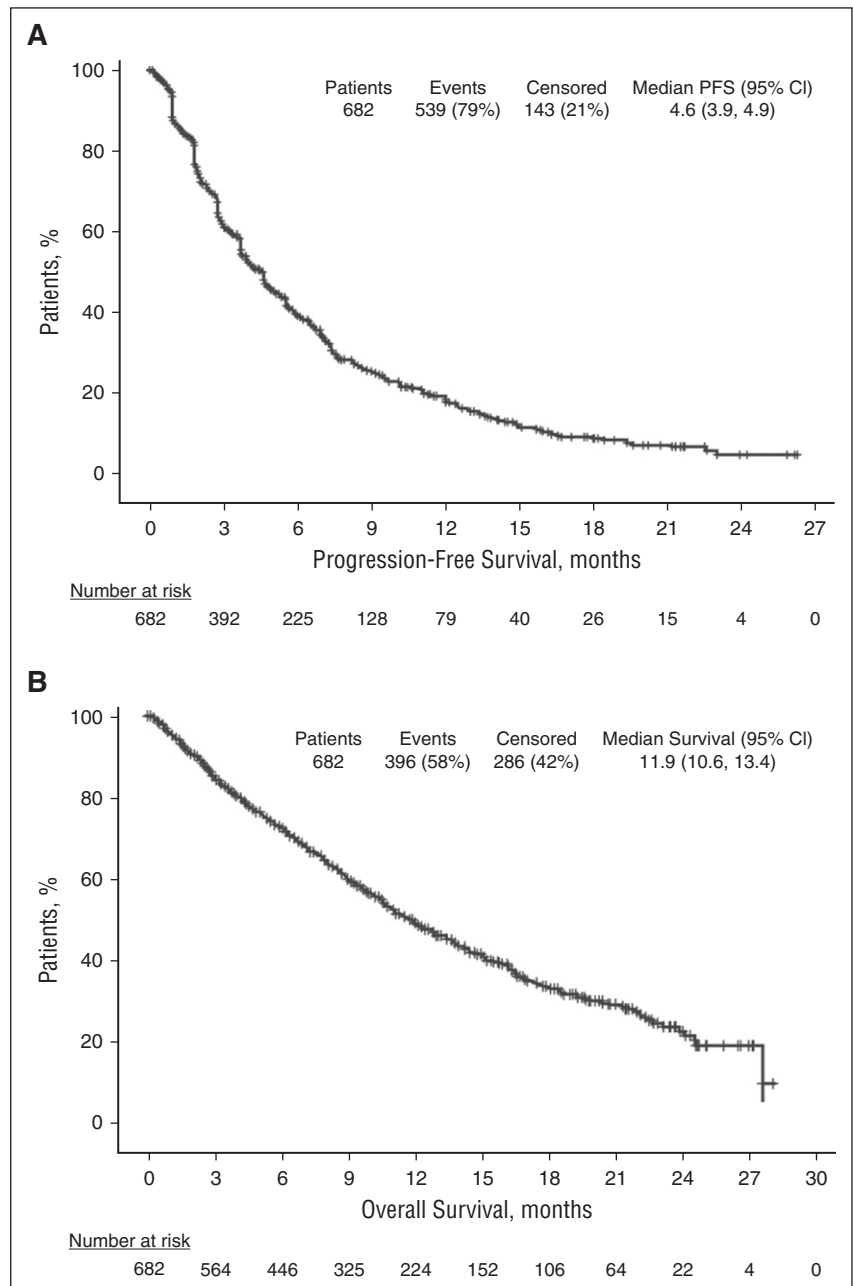 A
Patients Events Censored Median PFS (95% CI)
682 539 (79%) 143 (21%) 4.6 (3.9, 4.9)
100
80
60
40
20
0
Patients, %
0 3 6 9 12 15 18 21 24 27
Progression-Free Survival, months
Number at risk
682 392 225 128 79 40 26 15 4 0
B
Patients Events Censored Median Survival (95% CI)
682 396 (58%) 286 (42%) 11.9 (10.6, 13.4)
100
80
60
40
20
0
Patients, %
0 3 6 9 12 15 18 21 24 27 30
Overall Survival, months
Number at risk
682 564 446 325 224 152 106 64 22 4 0